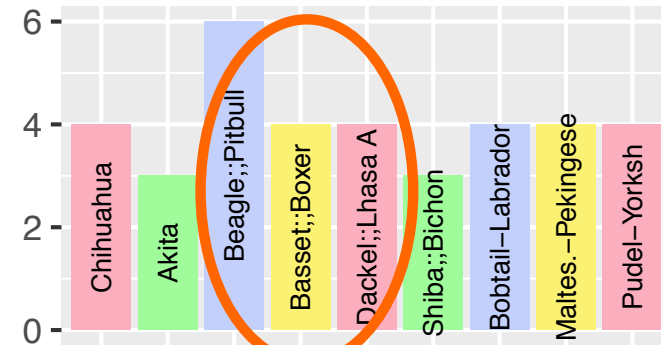 6
4
2
0
Chihuahua
Akita
Beagle;;Pitbull
Basset;;Boxer
Dackel;;Lhasa A
Shiba;;Bichon
Bobtail−Labrador
Maltes.−Pekingese
Pudel−Yorksh